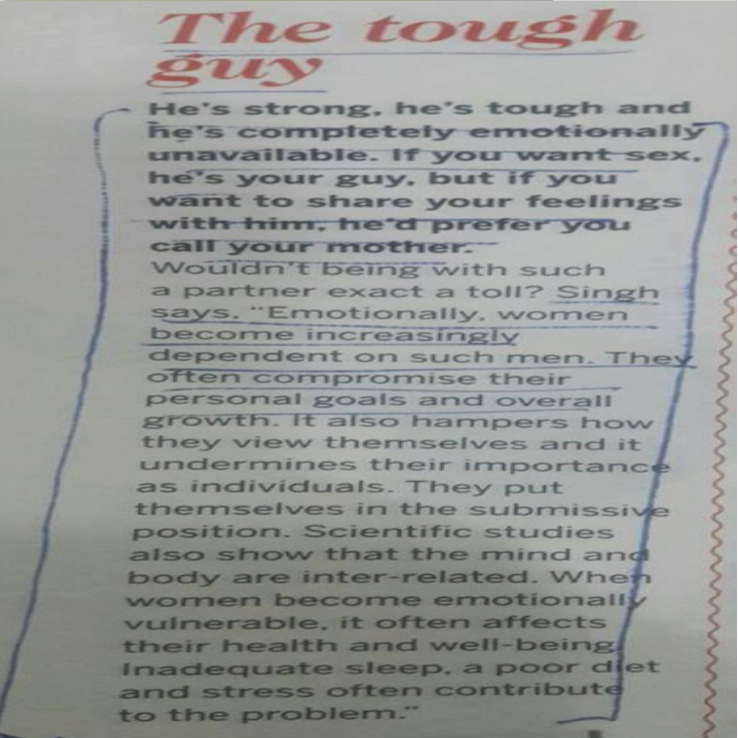 The tough
guy
He's strong, he's tough and
he's completely emotionally
unavailable. If you want sex,
he's your guy, but if you
want to share your feelings
with him, he'd prefer you
call your mother.
Wouldn't being with such
a partner exact a toll? Singh
says, "Emotionally, women
become increasingly
dependent on such men. They
often compromise their
personal goals and overall
growth. It also hampers how
they view themselves and it
undermines their importance
as individuals. They put
themselves in the submissive
position. Scientific studies
also show that the mind and
body are inter-related. When
women become emotionally
vulnerable, it often affects
their health and well-being.
Inadequate sleep, a poor diet
and stress often contribute
to the problem."